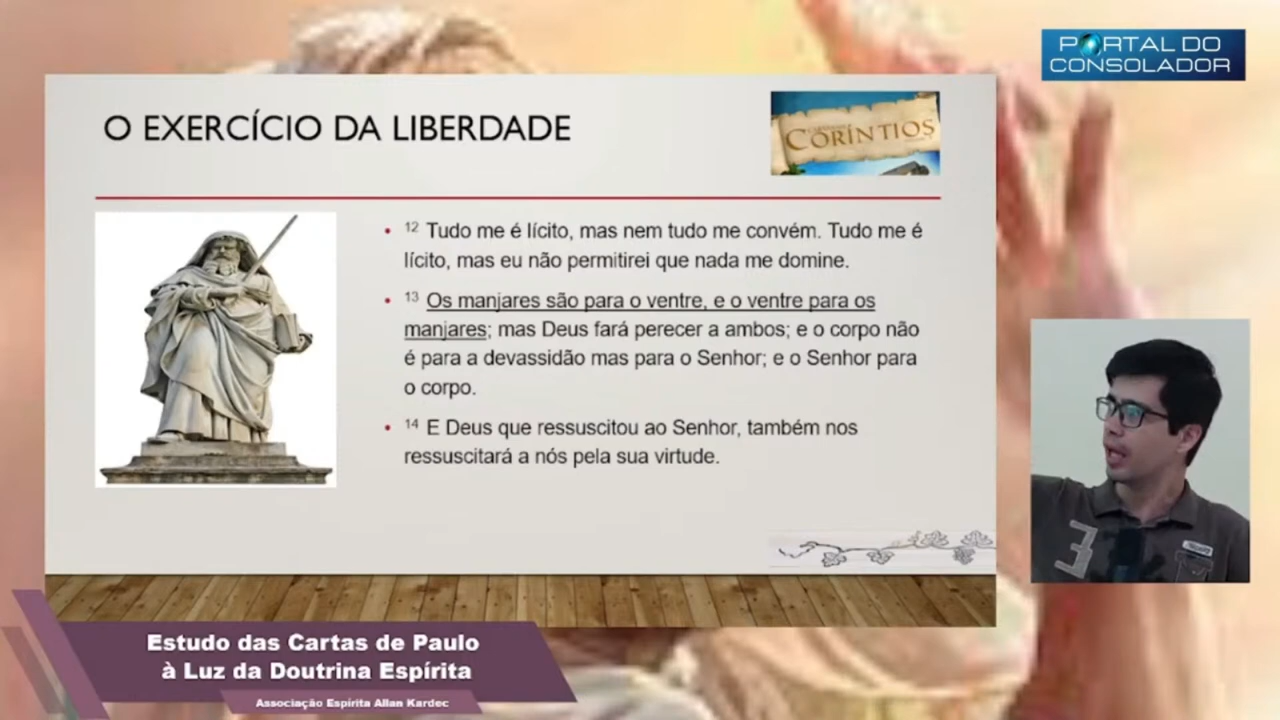 PORTAL DO
CONSOLADOR
O EXERCÍCIO DA LIBERDADE
CORÍNTIOS
• 12 Tudo me é lícito, mas nem tudo me convém. Tudo me é
lícito, mas eu não permitirei que nada me domine.
• 13 Os manjares são para o ventre, e o ventre para os
manjares; mas Deus fará perecer a ambos; e o corpo não
é para a devassidão mas para o Senhor; e o Senhor para
o corpo.
• 14 E Deus que ressuscitou ao Senhor, também nos
ressuscitará a nós pela sua virtude.
3
Estudo das Cartas de Paulo
à Luz da Doutrina Espírita
Associação Espírita Allan Kardec